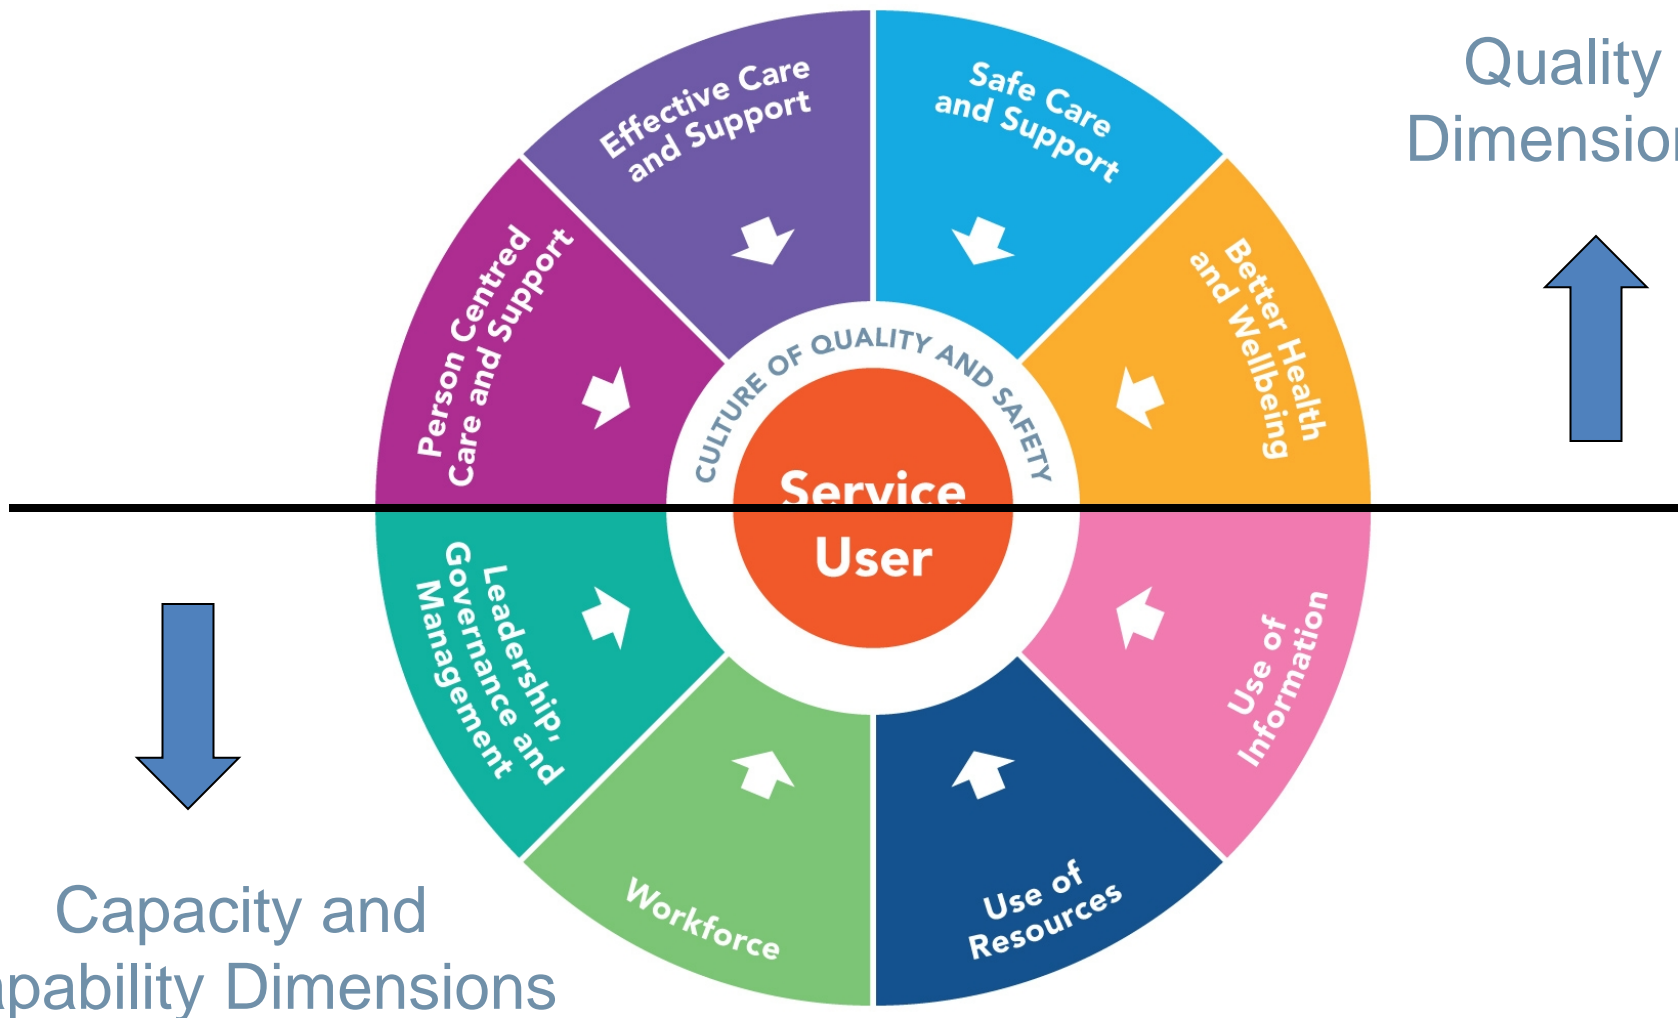 Quality
Dimension
Effective Care
and Support
Safe Care
and Support
Person Centred
Care and Support
Better Health
and Wellbeing
CULTURE OF QUALITY AND SAFETY
Service
User
Leadership,
Governance and
Management
Use of
Information
Workforce
Use of
Resources
Capacity and
apability Dimensions